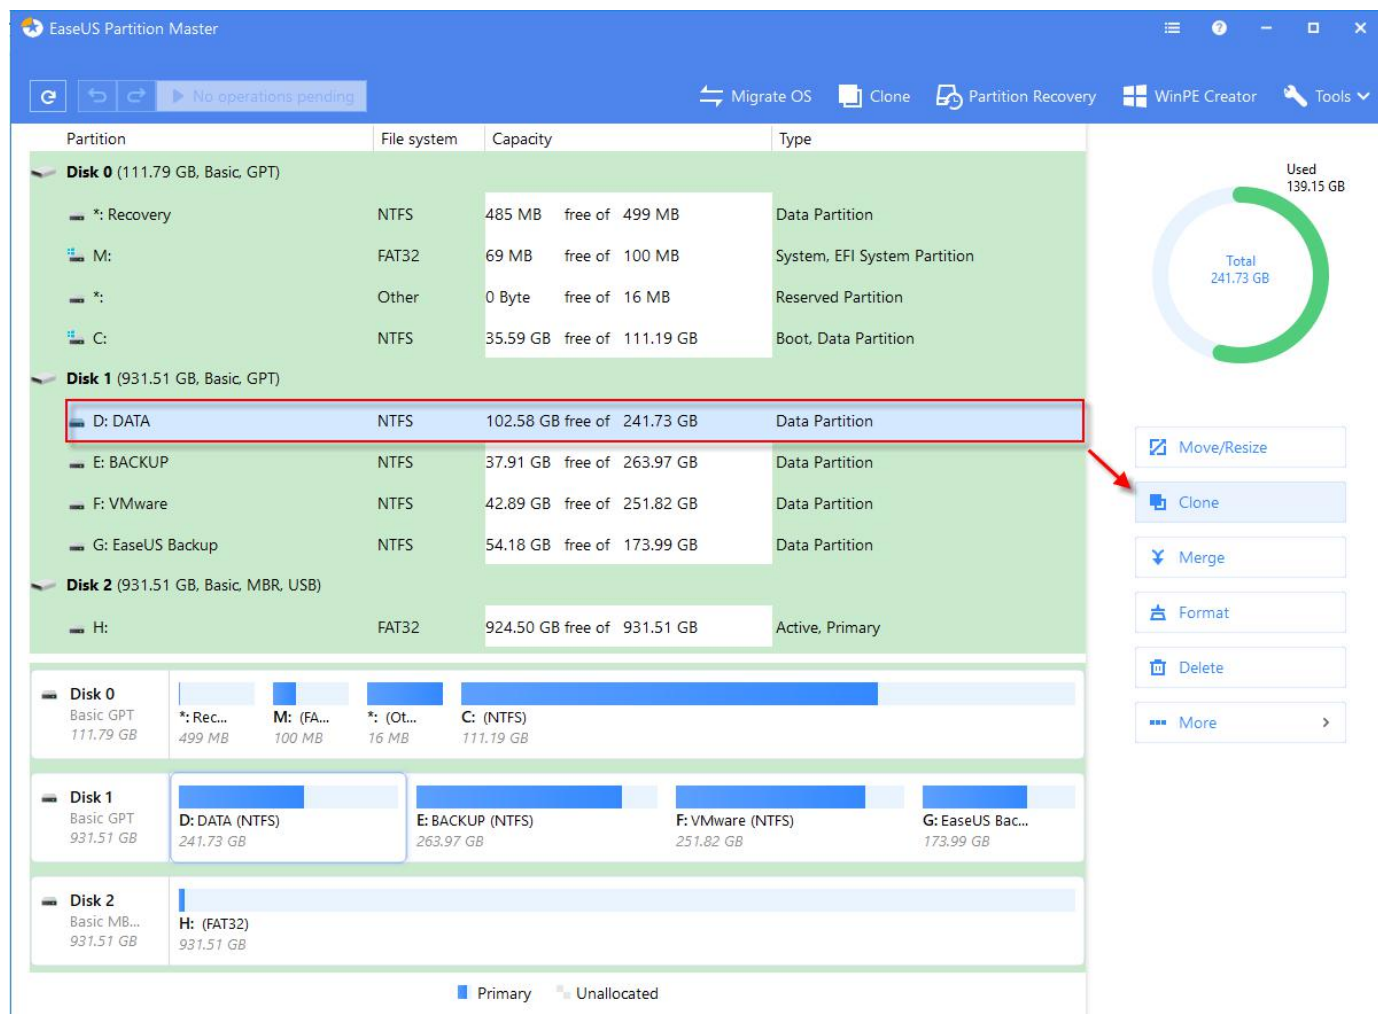 EaseUS Partition Master
No operations pending
Migrate OS Clone Partition Recovery WinPE Creator Tools
Partition File system Capacity Type
Disk 0 (111.79 GB, Basic, GPT)
*: Recovery NTFS 485 MB free of 499 MB Data Partition
M: FAT32 69 MB free of 100 MB System, EFI System Partition
*: Other 0 Byte free of 16 MB Reserved Partition
C: NTFS 35.59 GB free of 111.19 GB Boot, Data Partition
Disk 1 (931.51 GB, Basic, GPT)
D: DATA NTFS 102.58 GB free of 241.73 GB Data Partition
E: BACKUP NTFS 37.91 GB free of 263.97 GB Data Partition
F: VMware NTFS 42.89 GB free of 251.82 GB Data Partition
G: EaseUS Backup NTFS 54.18 GB free of 173.99 GB Data Partition
Disk 2 (931.51 GB, Basic, MBR, USB)
H: FAT32 924.50 GB free of 931.51 GB Active, Primary
Used
139.15 GB
Total
241.73 GB
Move/Resize
Clone
Merge
Format
Delete
More
Disk 0
Basic GPT
111.79 GB
*: Rec... M: (FA... *: (Ot... C: (NTFS)
499 MB 100 MB 16 MB 111.19 GB
Disk 1
Basic GPT
931.51 GB
D: DATA (NTFS) E: BACKUP (NTFS) F: VMware (NTFS) G: EaseUS Bac...
241.73 GB 263.97 GB 251.82 GB 173.99 GB
Disk 2
Basic MB...
931.51 GB
H: (FAT32)
931.51 GB
Primary Unallocated